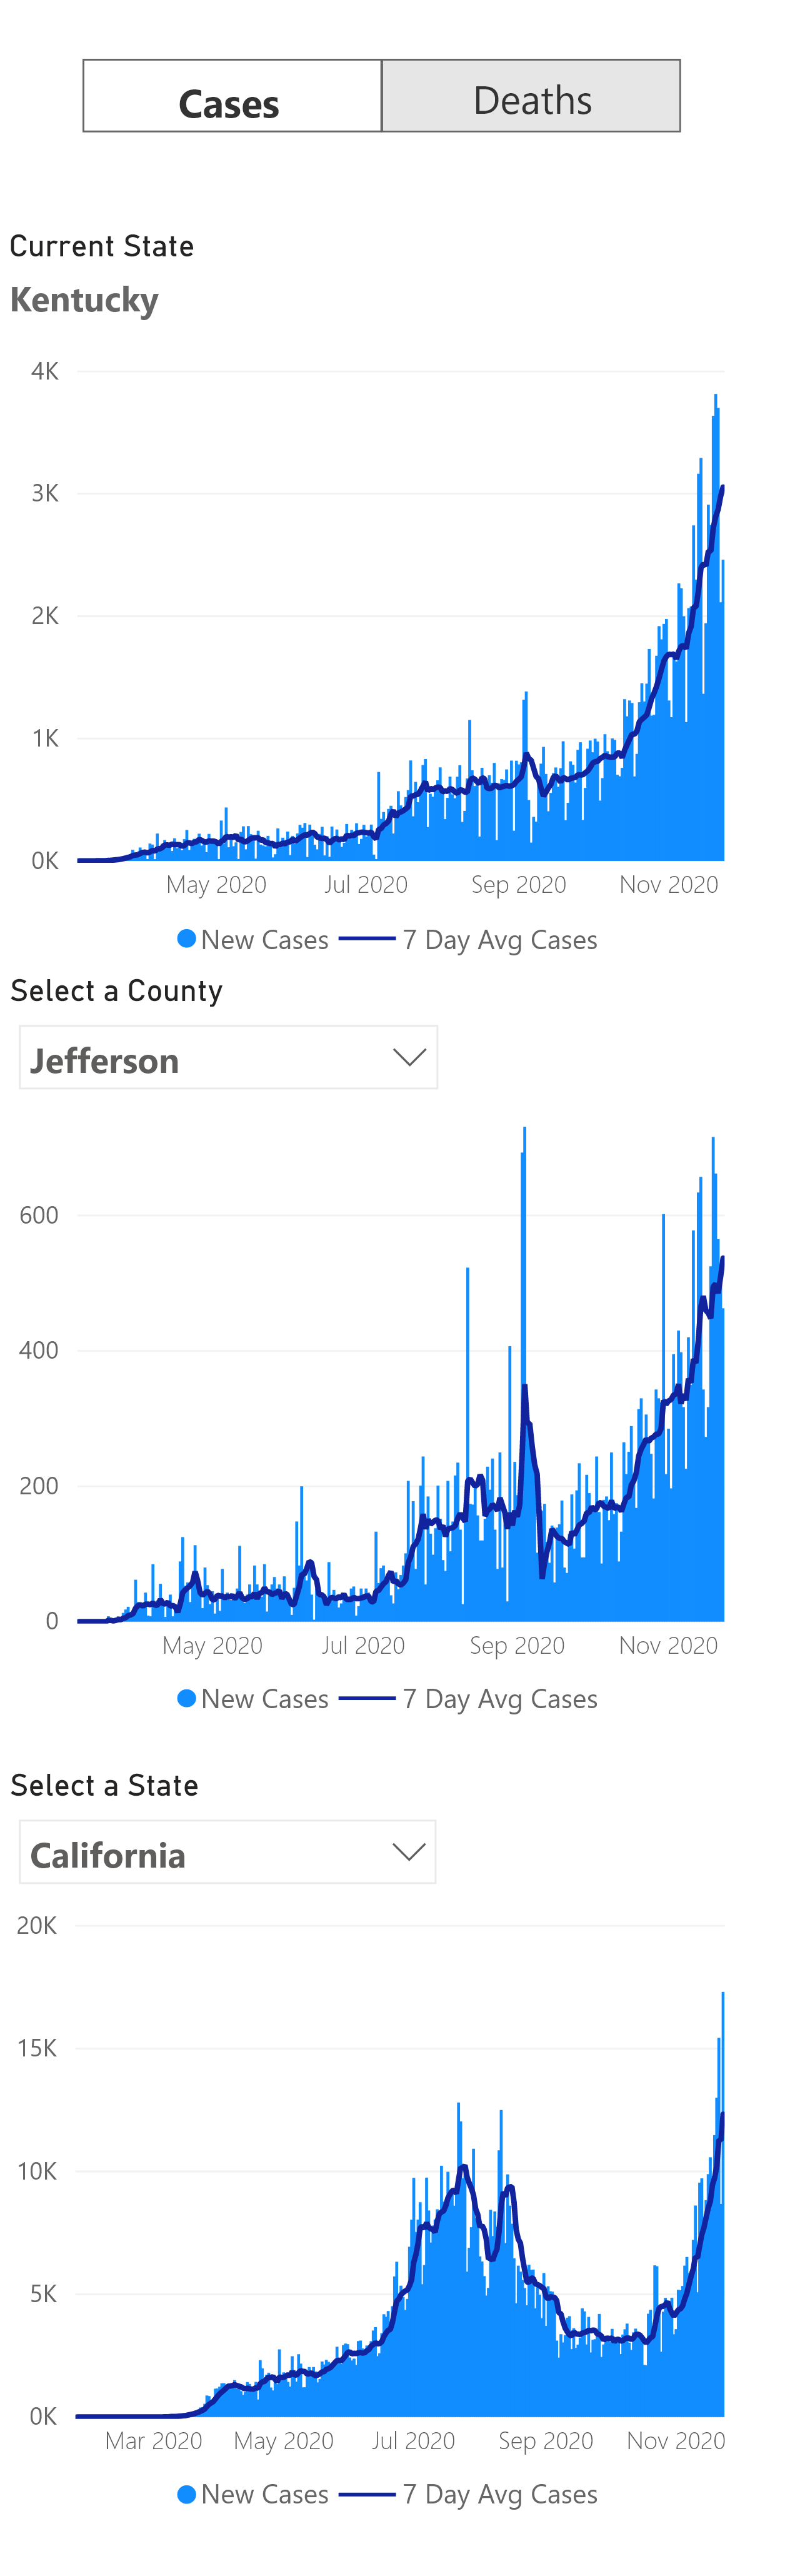 Cases Deaths
Current State
Kentucky
4K
3K
2K
1K
0K
May 2020 Jul 2020 Sep 2020 Nov 2020
New Cases 7 Day Avg Cases
Select a County
Jefferson
600
400
200
0
May 2020 Jul 2020 Sep 2020 Nov 2020
New Cases 7 Day Avg Cases
Select a State
California
20K
15K
10K
5K
0K
Mar 2020 May 2020 Jul 2020 Sep 2020 Nov 2020
New Cases 7 Day Avg Cases